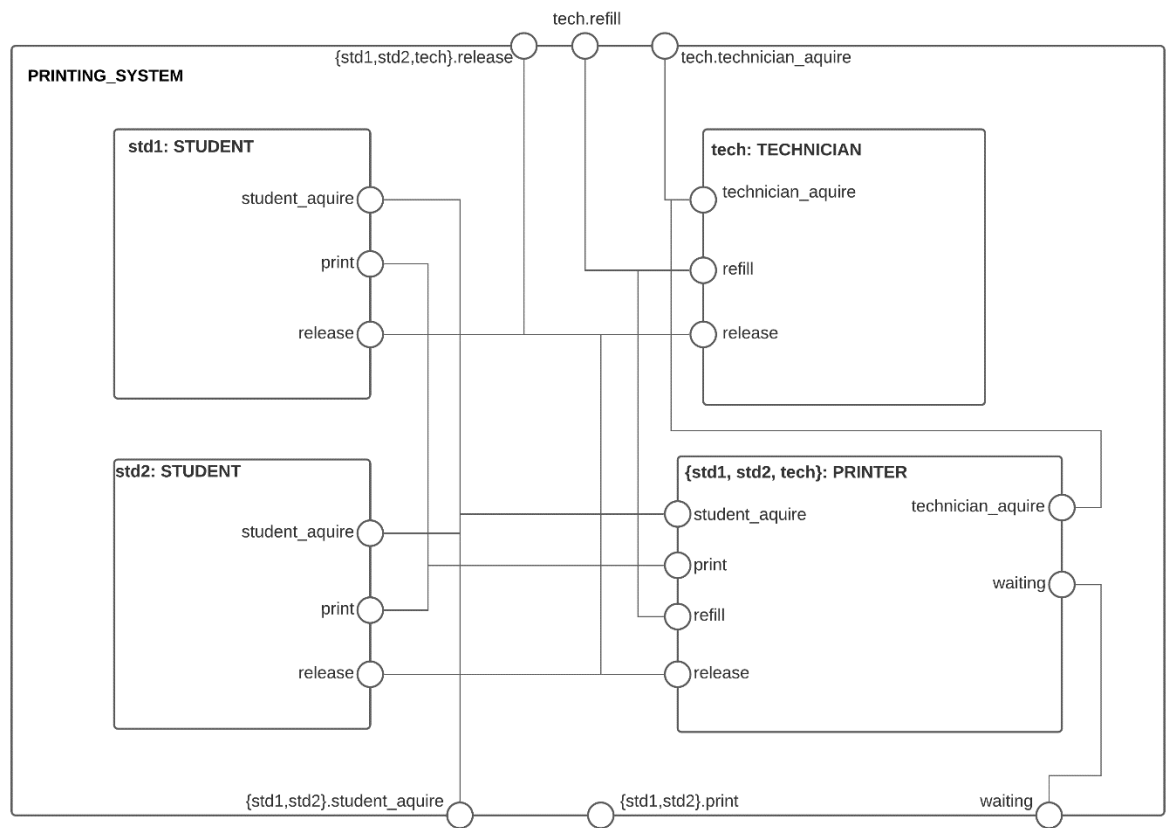 tech.refill
{std1,std2,tech}.release
tech.technician_aquire
PRINTING_SYSTEM
std1: STUDENT
student_aquire
print
release
tech: TECHNICIAN
technician_aquire
refill
release
std2: STUDENT
student_aquire
print
release
{std1, std2, tech}: PRINTER
technician_aquire
student_aquire
print
waiting
refill
release
{std1,std2}.student_aquire
{std1,std2}.print
waiting